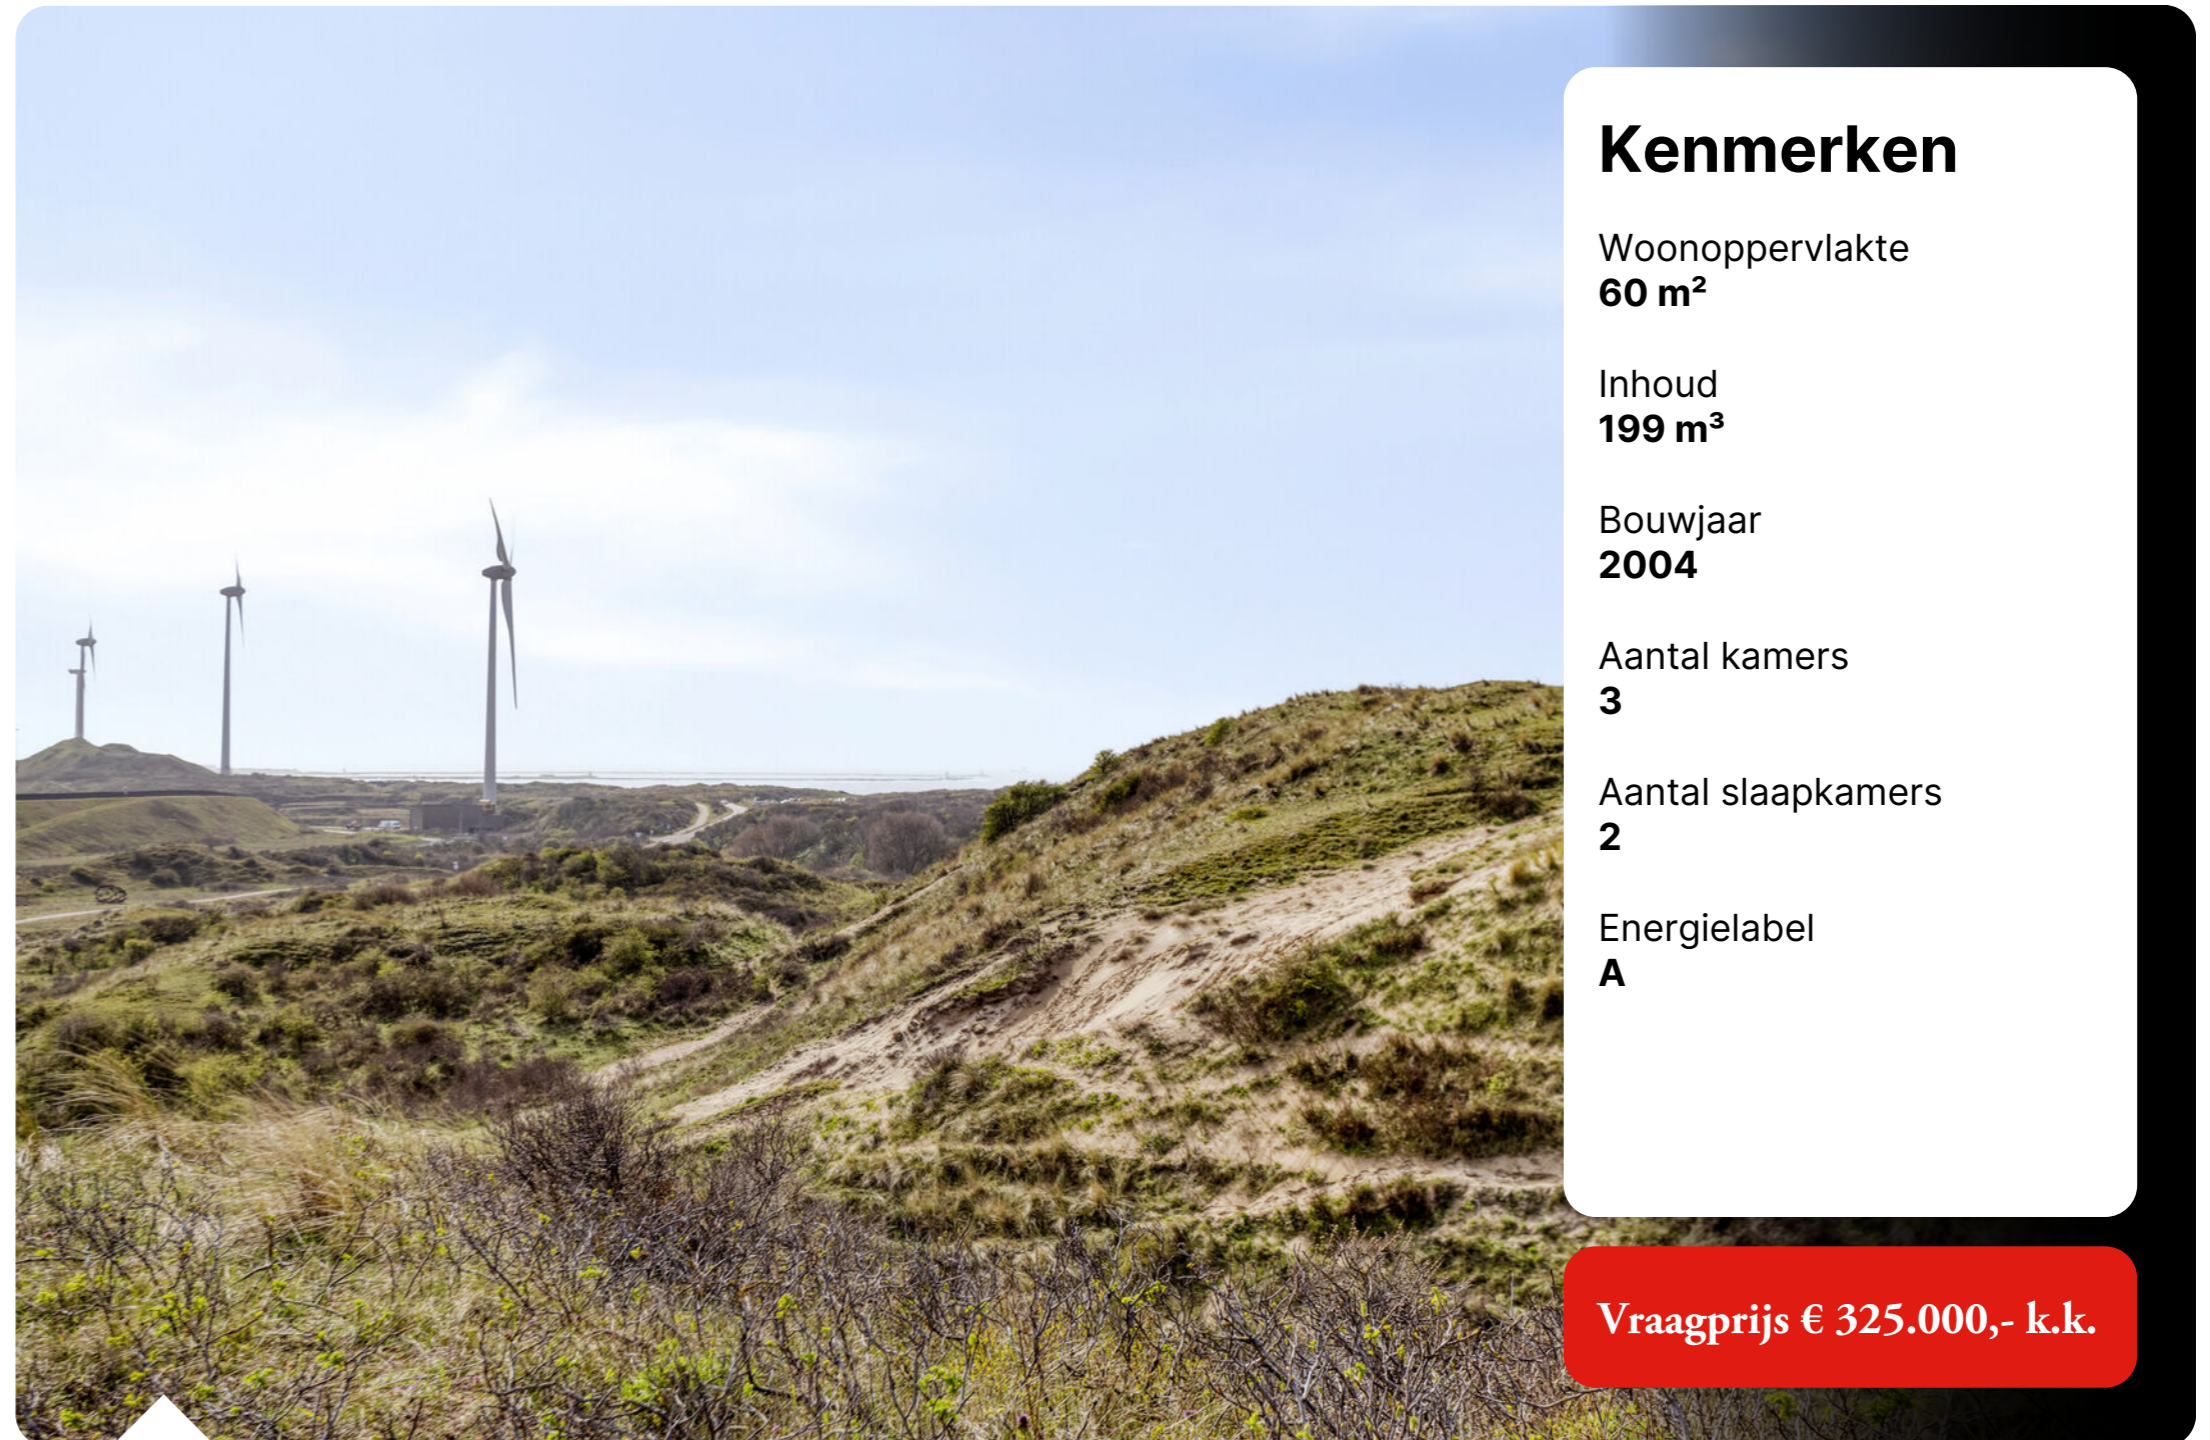 Kenmerken
Woonoppervlakte
60 m²
Inhoud
199 m³
Bouwjaar
2004
Aantal kamers
3
Aantal slaapkamers
2
Energielabel
A
Vraagprijs € 325.000,- k.k.